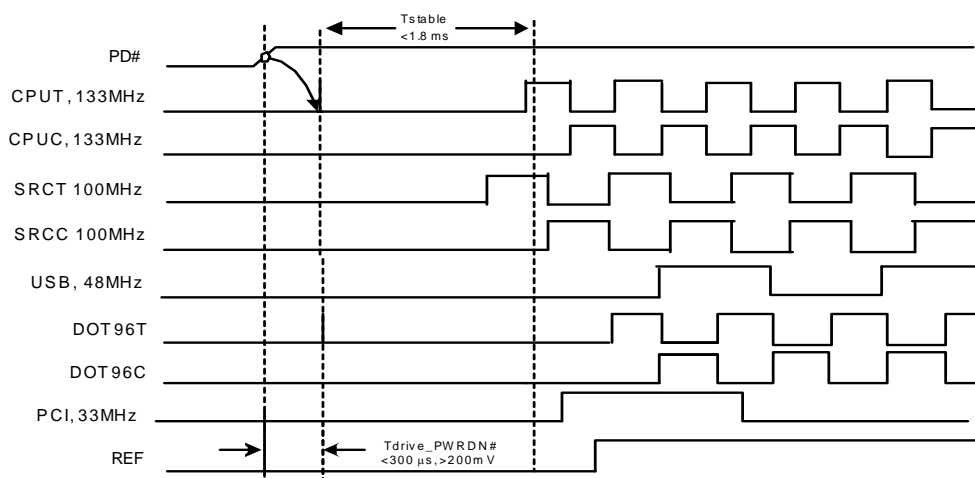 Tstable
<1.8 ms
PD#
CPUT, 133MHz
CPUC, 133MHz
SRCT 100MHz
SRCC 100MHz
USB, 48MHz
DOT96T
DOT96C
PCI, 33MHz
REF
Tdrive_PWRDN#
<300 µs, >200mV